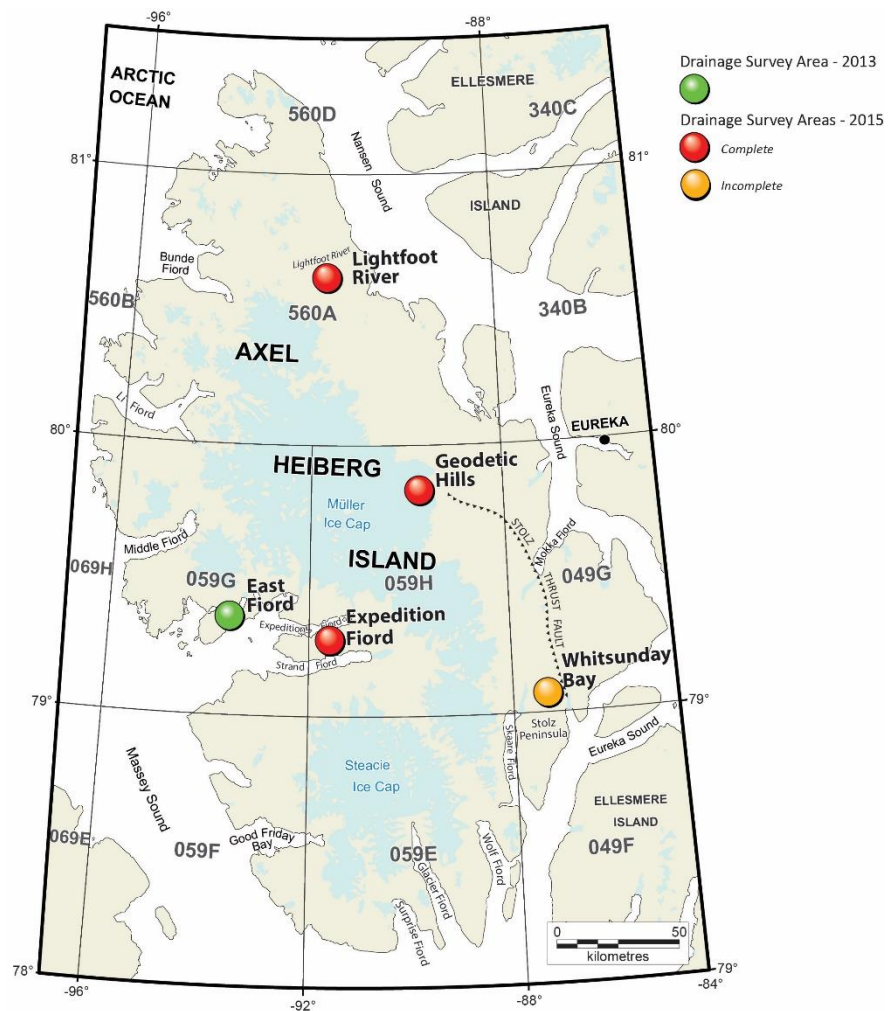 -96°
-88°
ARCTIC
OCEAN
560D
ELLESMERE
340C
Nansen Sound
81°
81°
ISLAND
Bunde
Fiord
Lightfoot River
Lightfoot
River
560B
560A
340B
AXEL
Li Fiord
Eureka Sound
EUREKA
80°
80°
HEIBERG
Geodetic
Hills
Müller
Ice Cap
STOLZ THRUST FAULT
Mokka Fiord
Middle Fiord
ISLAND
069H
059G
059H
049G
East
Fiord
Expedition Fiord
Expedition
Fiord
Strand Fiord
Whitsunday
Bay
79°
79°
Stolz
Peninsula
Skaare Fiord
Eureka Sound
Massey Sound
Steacie
Ice Cap
ELLESMERE
ISLAND
069E
059F
Good Friday
Bay
059E
Wolf Fiord
049F
Glacier Fiord
Surprise Fiord
0 50
kilometres
78°
79°
-96°
-92°
-88°
-84°
Drainage Survey Area - 2013
Drainage Survey Areas - 2015
Complete
Incomplete